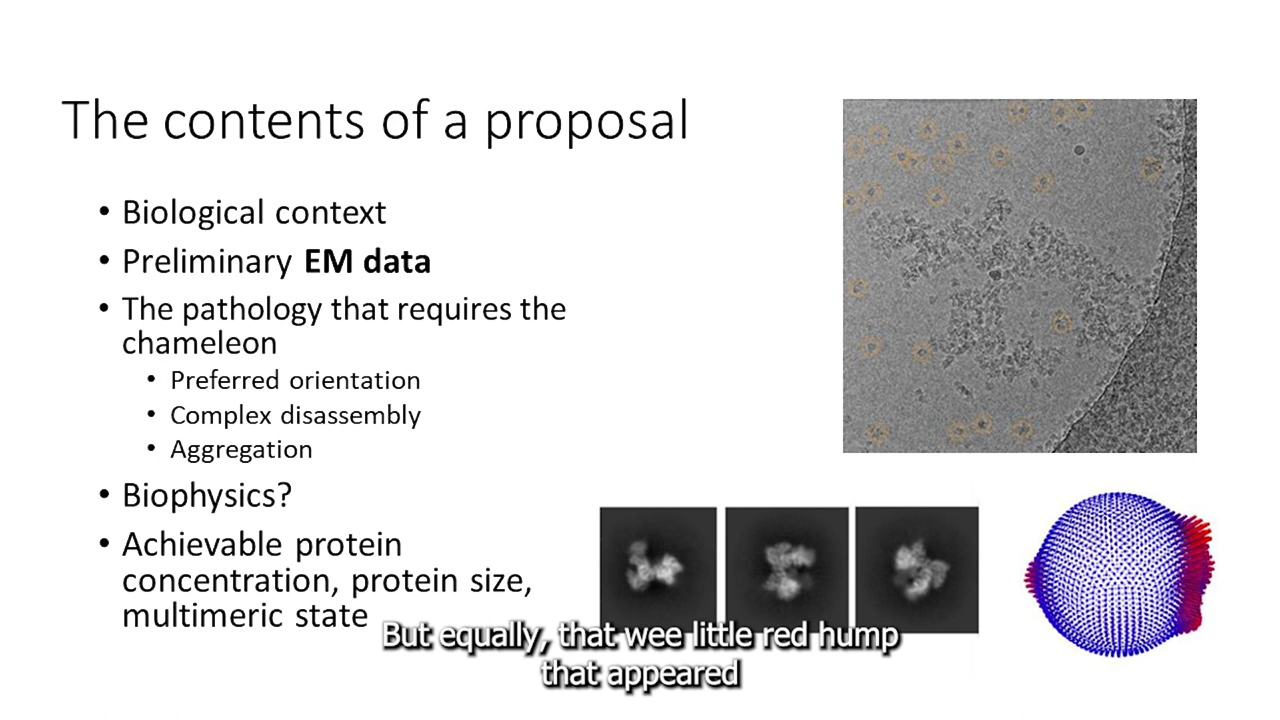 The contents of a proposal
• Biological context
• Preliminary EM data
• The pathology that requires the
chameleon
• Preferred orientation
• Complex disassembly
• Aggregation
• Biophysics?
• Achievable protein
concentration, protein size,
multimeric state
But equally, that wee little red hump
that appeared